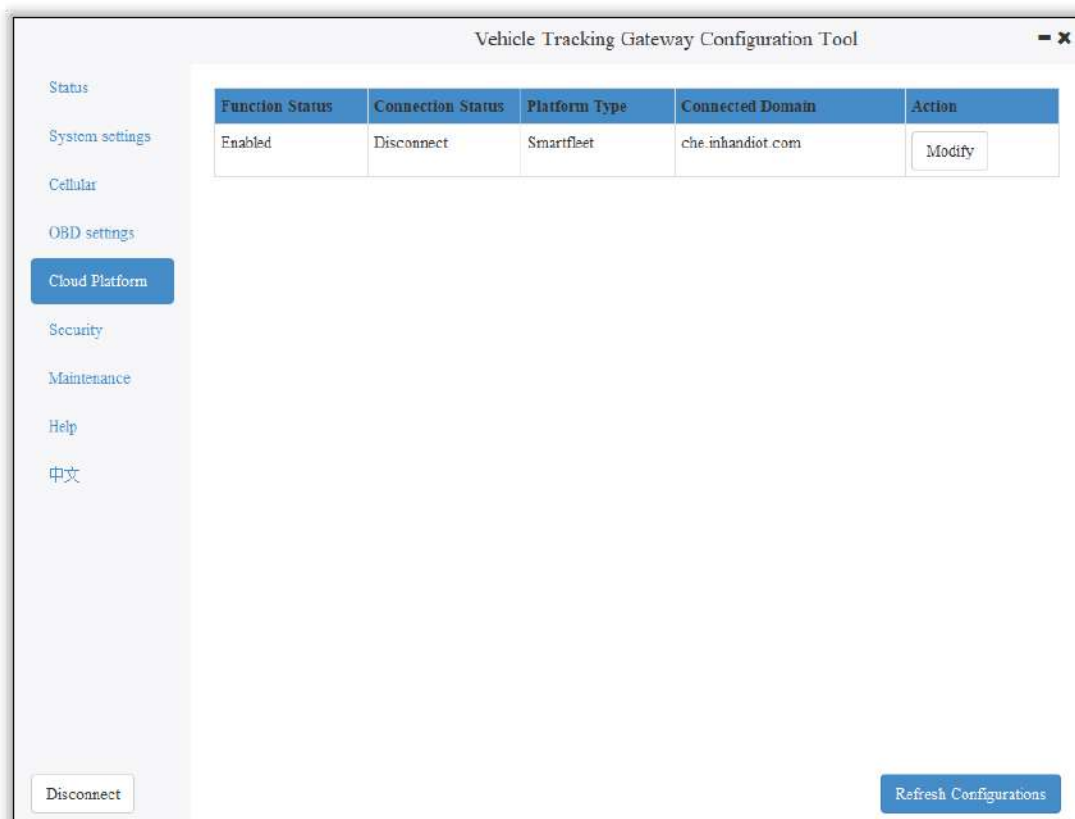 Vehicle Tracking Gateway Configuration Tool
Status
System settings
Cellular
OBD settings
Cloud Platform
Security
Maintenance
Help
中文
Function Status Connection Status Platform Type Connected Domain Action
Enabled Disconnect Smartfleet che.inhandiot.com Modify
Disconnect
Refresh Configurations